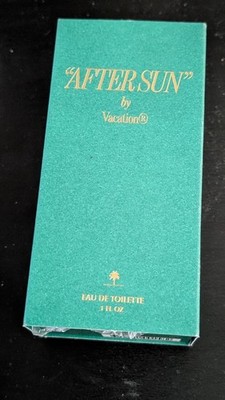 "AFTER SUN"
by
Vacation®
EAU DE TOILETTE
1 FL OZ